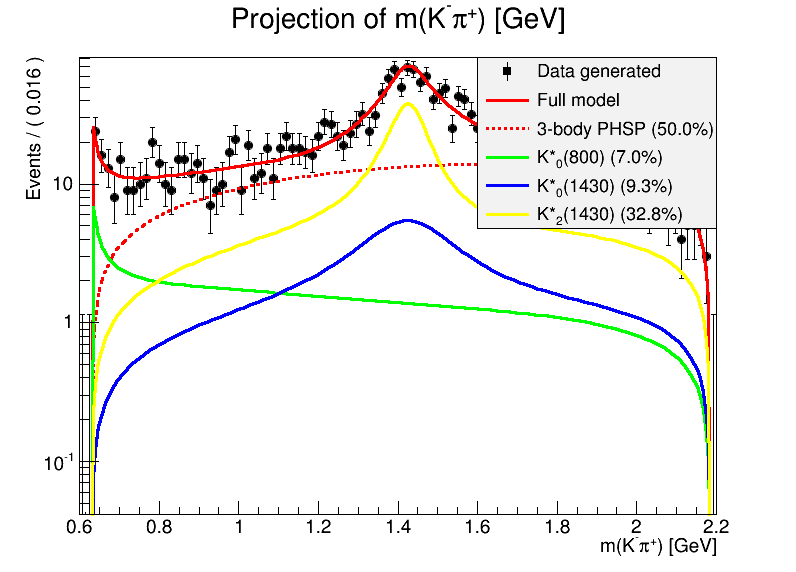 Projection of m(K⁻π⁺) [GeV]
Events / ( 0.016 )
Data generated
Full model
3-body PHSP (50.0%)
K*₀(800) (7.0%)
K*₀(1430) (9.3%)
K*₂(1430) (32.8%)
10
1
10⁻¹
0.6 0.8 1 1.2 1.4 1.6 1.8 2 2.2
m(K⁻π⁺) [GeV]